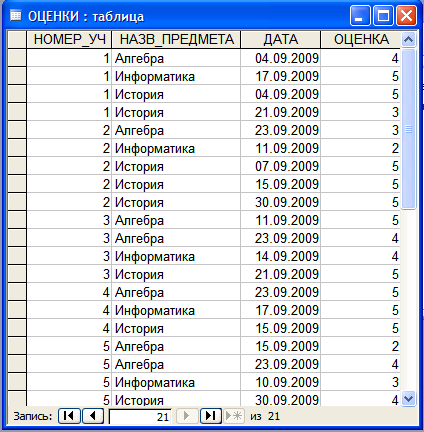 ОЦЕНКИ : таблица
НОМЕР_УЧ НАЗВ_ПРЕДМЕТА ДАТА ОЦЕНКА
1 Алгебра 04.09.2009 4
1 Информатика 17.09.2009 5
1 История 04.09.2009 5
1 История 21.09.2009 3
2 Алгебра 23.09.2009 3
2 Информатика 11.09.2009 2
2 История 07.09.2009 5
2 История 15.09.2009 5
2 История 30.09.2009 5
3 Алгебра 11.09.2009 5
3 Алгебра 23.09.2009 4
3 Информатика 14.09.2009 4
3 История 21.09.2009 5
4 Алгебра 23.09.2009 5
4 Информатика 17.09.2009 5
4 История 15.09.2009 5
5 Алгебра 15.09.2009 2
5 Алгебра 23.09.2009 4
5 Информатика 10.09.2009 3
5 История 30.09.2009 4
Запись: 21 из 21